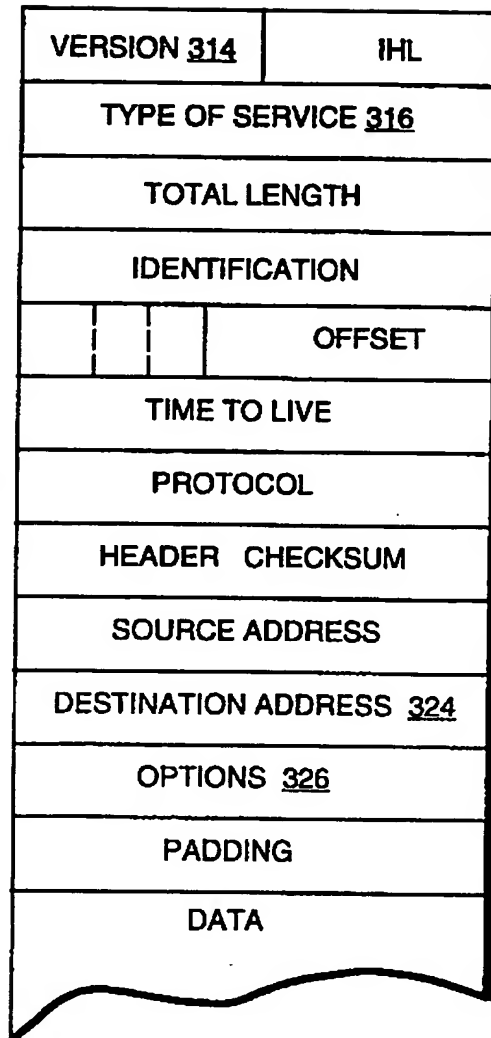 VERSION 314 IHL
TYPE OF SERVICE 316
TOTAL LENGTH
IDENTIFICATION
OFFSET
TIME TO LIVE
PROTOCOL
HEADER CHECKSUM
SOURCE ADDRESS
DESTINATION ADDRESS 324
OPTIONS 326
PADDING
DATA